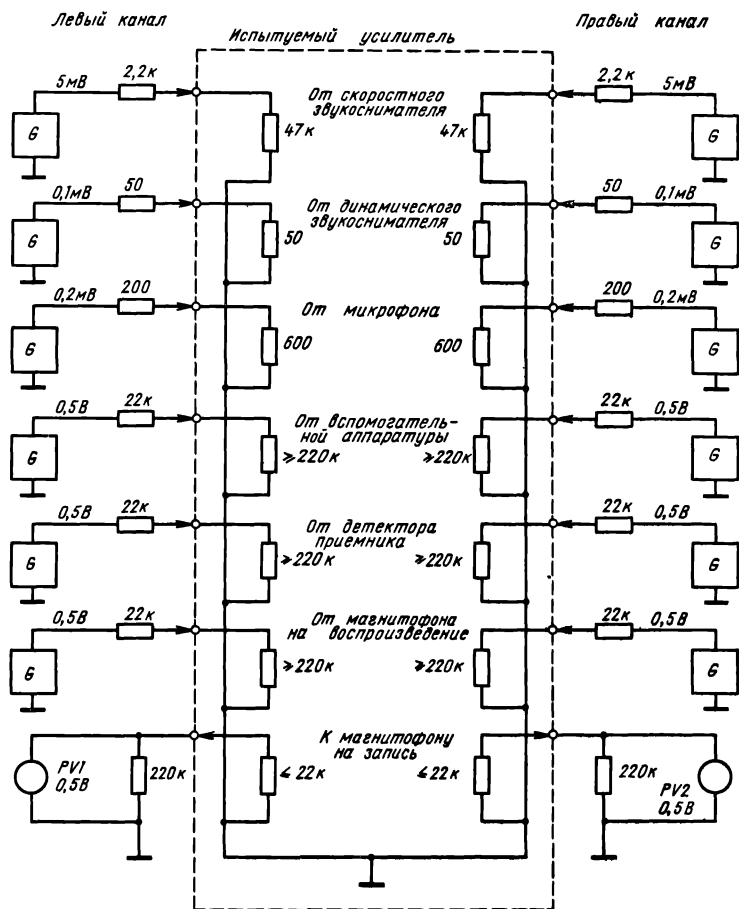 Левый канал
Испытуемый усилитель
Правый канал
5мВ
2,2к
От скоростного
звукоснимателя
2,2к
5мВ
G
47к
47к
G
0,1мВ
50
От динамического
звукоснимателя
50
0,1мВ
G
50
50
G
0,2мВ
200
От микрофона
200
0,2мВ
G
600
600
G
0,5В
22к
От вспомогатель-
ной аппаратуры
22к
0,5В
G
≥220к
≥220к
G
0,5В
22к
От детектора
приемника
22к
0,5В
G
≥220к
≥220к
G
0,5В
22к
От магнитофона
на воспроизведение
22к
0,5В
G
≥220к
≥220к
G
К магнитофону
на запись
PV1
0,5В
220к
≤22к
≤22к
220к
PV2
0,5В